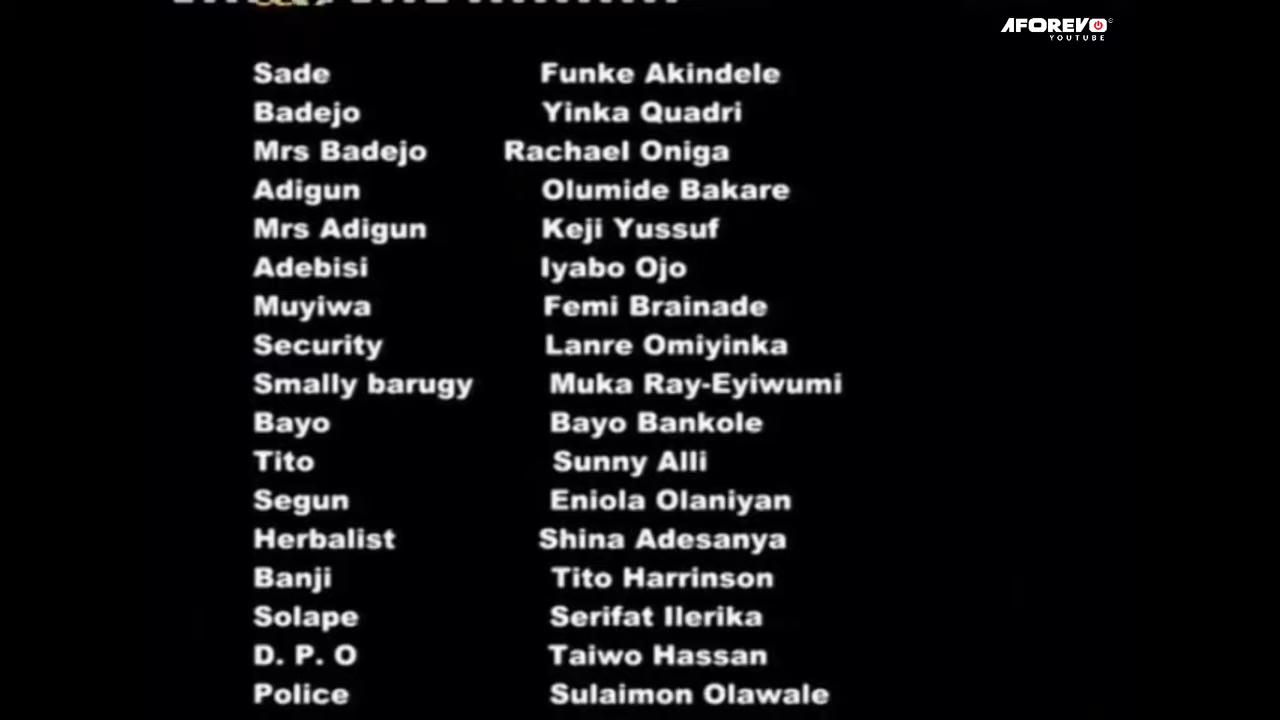 AFOREVO
YOUTUBE
Sade Funke Akindele
Badejo Yinka Quadri
Mrs Badejo Rachael Oniga
Adigun Olumide Bakare
Mrs Adigun Keji Yussuf
Adebisi Iyabo Ojo
Muyiwa Femi Brainade
Security Lanre Omiyinka
Smally barugy Muka Ray-Eyiwumi
Bayo Bayo Bankole
Tito Sunny Alli
Segun Eniola Olaniyan
Herbalist Shina Adesanya
Banji Tito Harrinson
Solape Serifat Ilerika
D. P. O Taiwo Hassan
Police Sulaimon Olawale